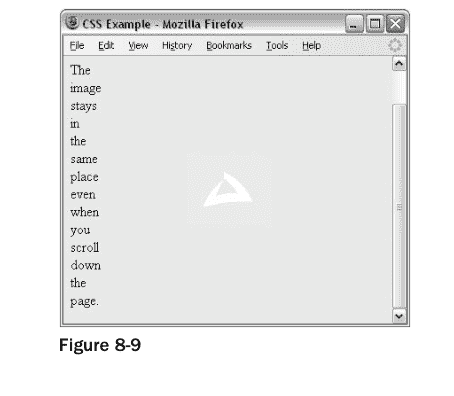 CSS Example - Mozilla Firefox
File Edit View History Bookmarks Tools Help
The
image
stays
in
the
same
place
even
when
you
scroll
down
the
page.
Figure 8-9